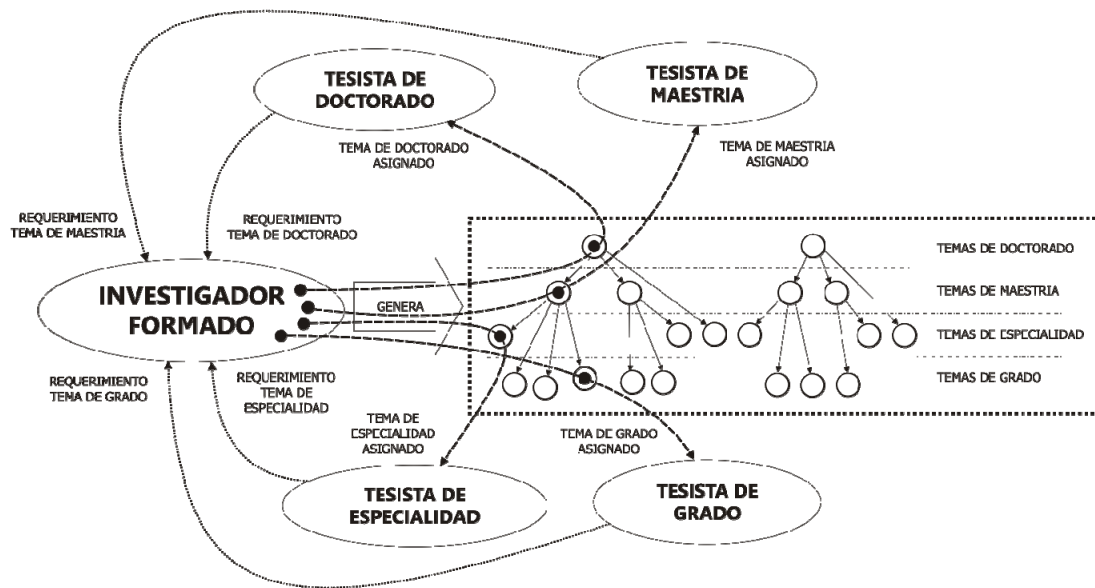 TESISTA DE
DOCTORADO
TESISTA DE
MAESTRIA
TEMA DE DOCTORADO
ASIGNADO
TEMA DE MAESTRIA
ASIGNADO
REQUERIMIENTO
TEMA DE MAESTRIA
REQUERIMIENTO
TEMA DE DOCTORADO
INVESTIGADOR
FORMADO
GENERA
TEMAS DE DOCTORADO
TEMAS DE MAESTRIA
TEMAS DE ESPECIALIDAD
TEMAS DE GRADO
REQUERIMIENTO
TEMA DE GRADO
REQUERIMIENTO
TEMA DE
ESPECIALIDAD
TEMA DE
ESPECIALIDAD
ASIGNADO
TEMA DE GRADO
ASIGNADO
TESISTA DE
ESPECIALIDAD
TESISTA DE
GRADO